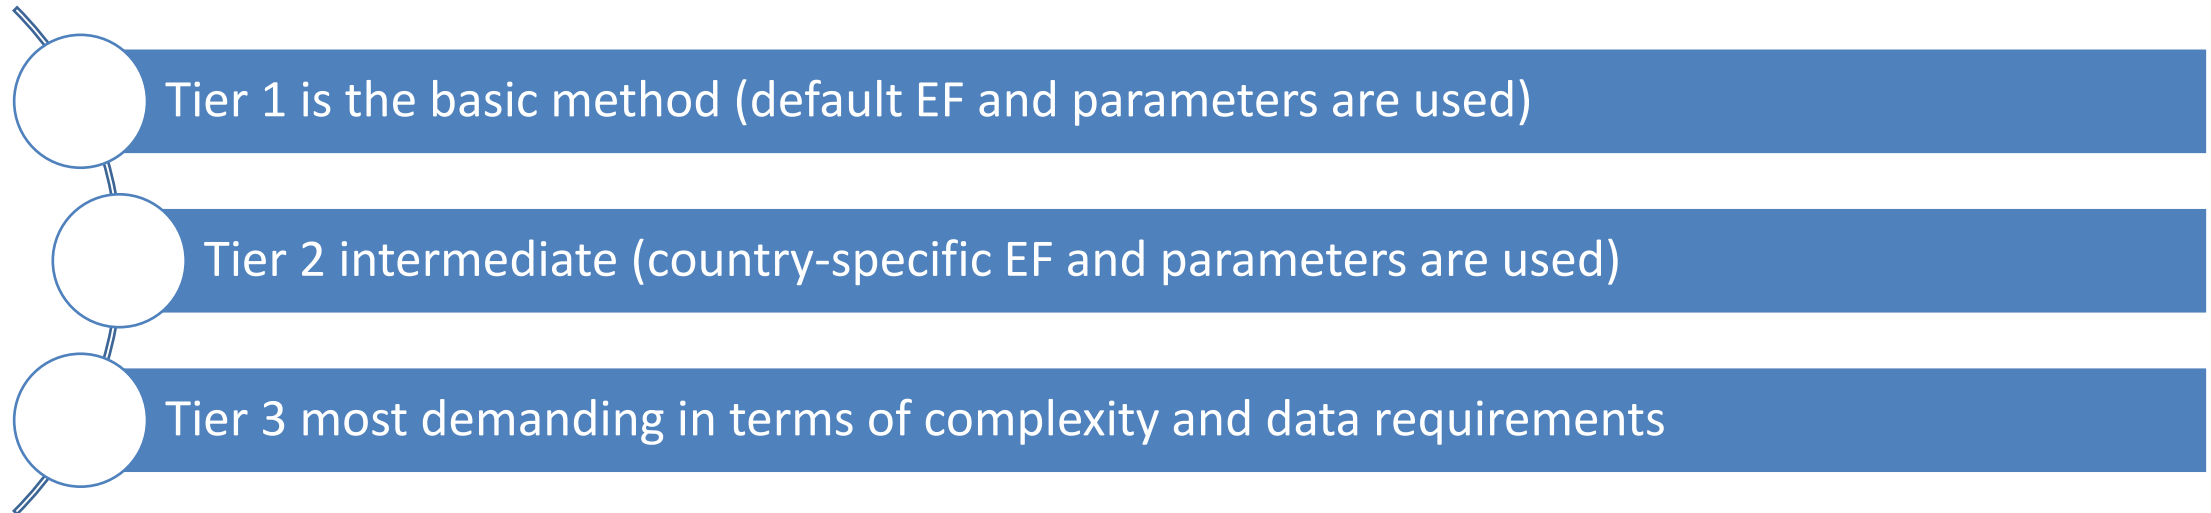 Tier 1 is the basic method (default EF and parameters are used)
Tier 2 intermediate (country-specific EF and parameters are used)
Tier 3 most demanding in terms of complexity and data requirements